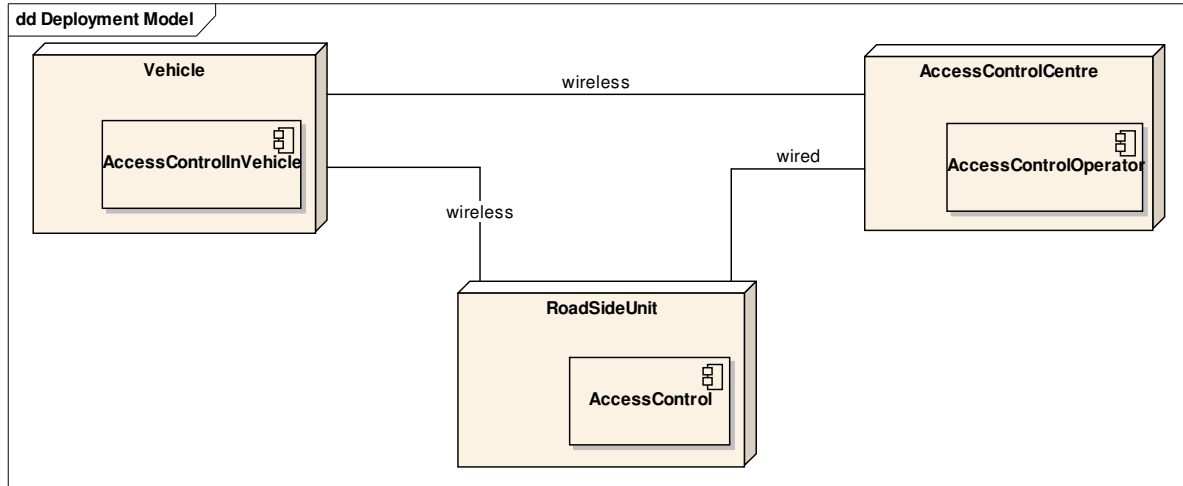 dd Deployment Model
Vehicle
AccessControlCentre
wireless
AccessControlInVehicle
wired
AccessControlOperator
wireless
RoadSideUnit
AccessControl